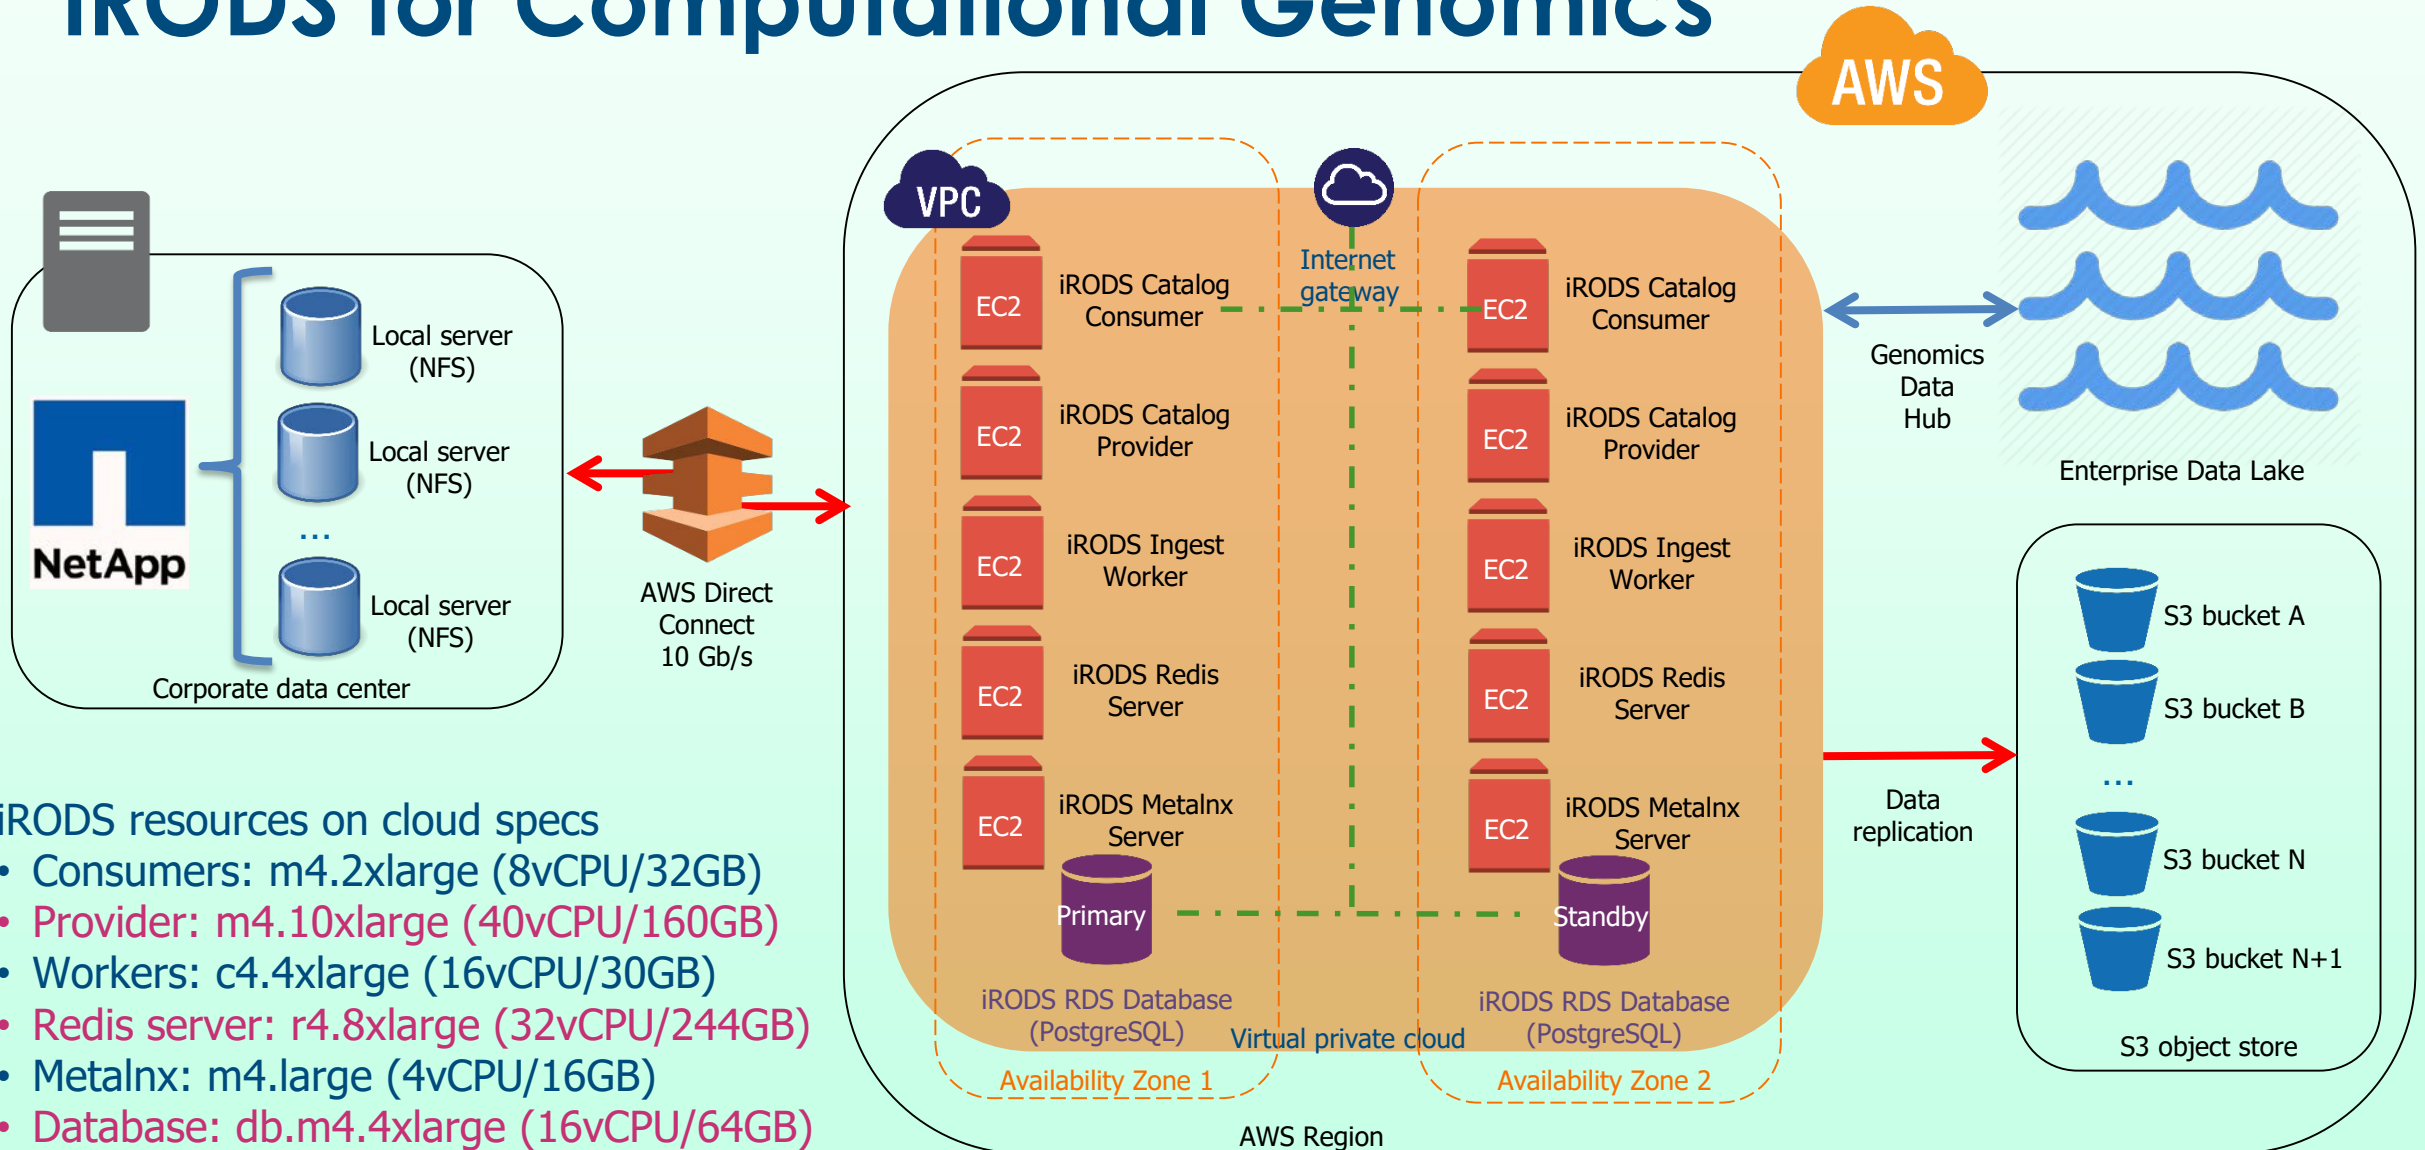 iRODS for Computational Genomics
AWS
VPC
Internet
gateway
EC2
iRODS Catalog
Consumer
EC2
iRODS Catalog
Provider
EC2
iRODS Ingest
Worker
EC2
iRODS Redis
Server
EC2
iRODS Metalnx
Server
Primary
iRODS RDS Database
(PostgreSQL)
Availability Zone 1
EC2
iRODS Catalog
Consumer
EC2
iRODS Catalog
Provider
EC2
iRODS Ingest
Worker
EC2
iRODS Redis
Server
EC2
iRODS Metalnx
Server
Standby
iRODS RDS Database
(PostgreSQL)
Availability Zone 2
Virtual private cloud
AWS Region
Local server
(NFS)
Local server
(NFS)
...
Local server
(NFS)
NetApp
Corporate data center
AWS Direct
Connect
10 Gb/s
Genomics
Data
Hub
Enterprise Data Lake
Data
replication
S3 bucket A
S3 bucket B
...
S3 bucket N
S3 bucket N+1
S3 object store
iRODS resources on cloud specs
• Consumers: m4.2xlarge (8vCPU/32GB)
• Provider: m4.10xlarge (40vCPU/160GB)
• Workers: c4.4xlarge (16vCPU/30GB)
• Redis server: r4.8xlarge (32vCPU/244GB)
• Metalnx: m4.large (4vCPU/16GB)
• Database: db.m4.4xlarge (16vCPU/64GB)